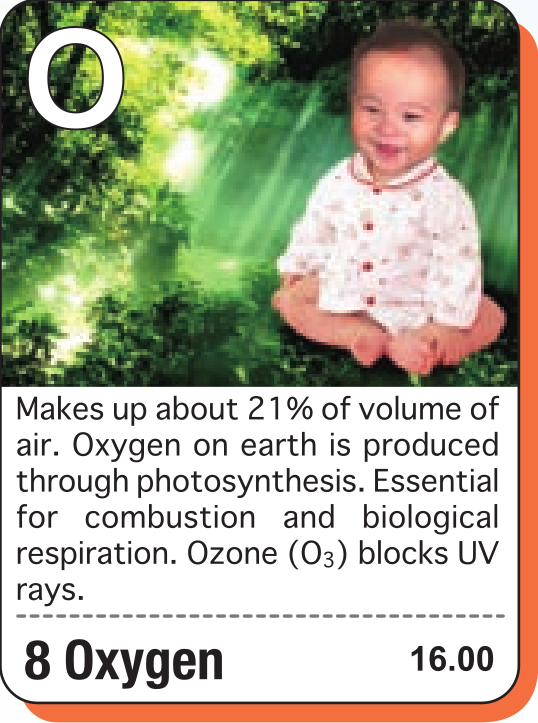 O
Makes up about 21% of volume of
air. Oxygen on earth is produced
through photosynthesis. Essential
for combustion and biological
respiration. Ozone (O₃) blocks UV
rays.
8 Oxygen 16.00